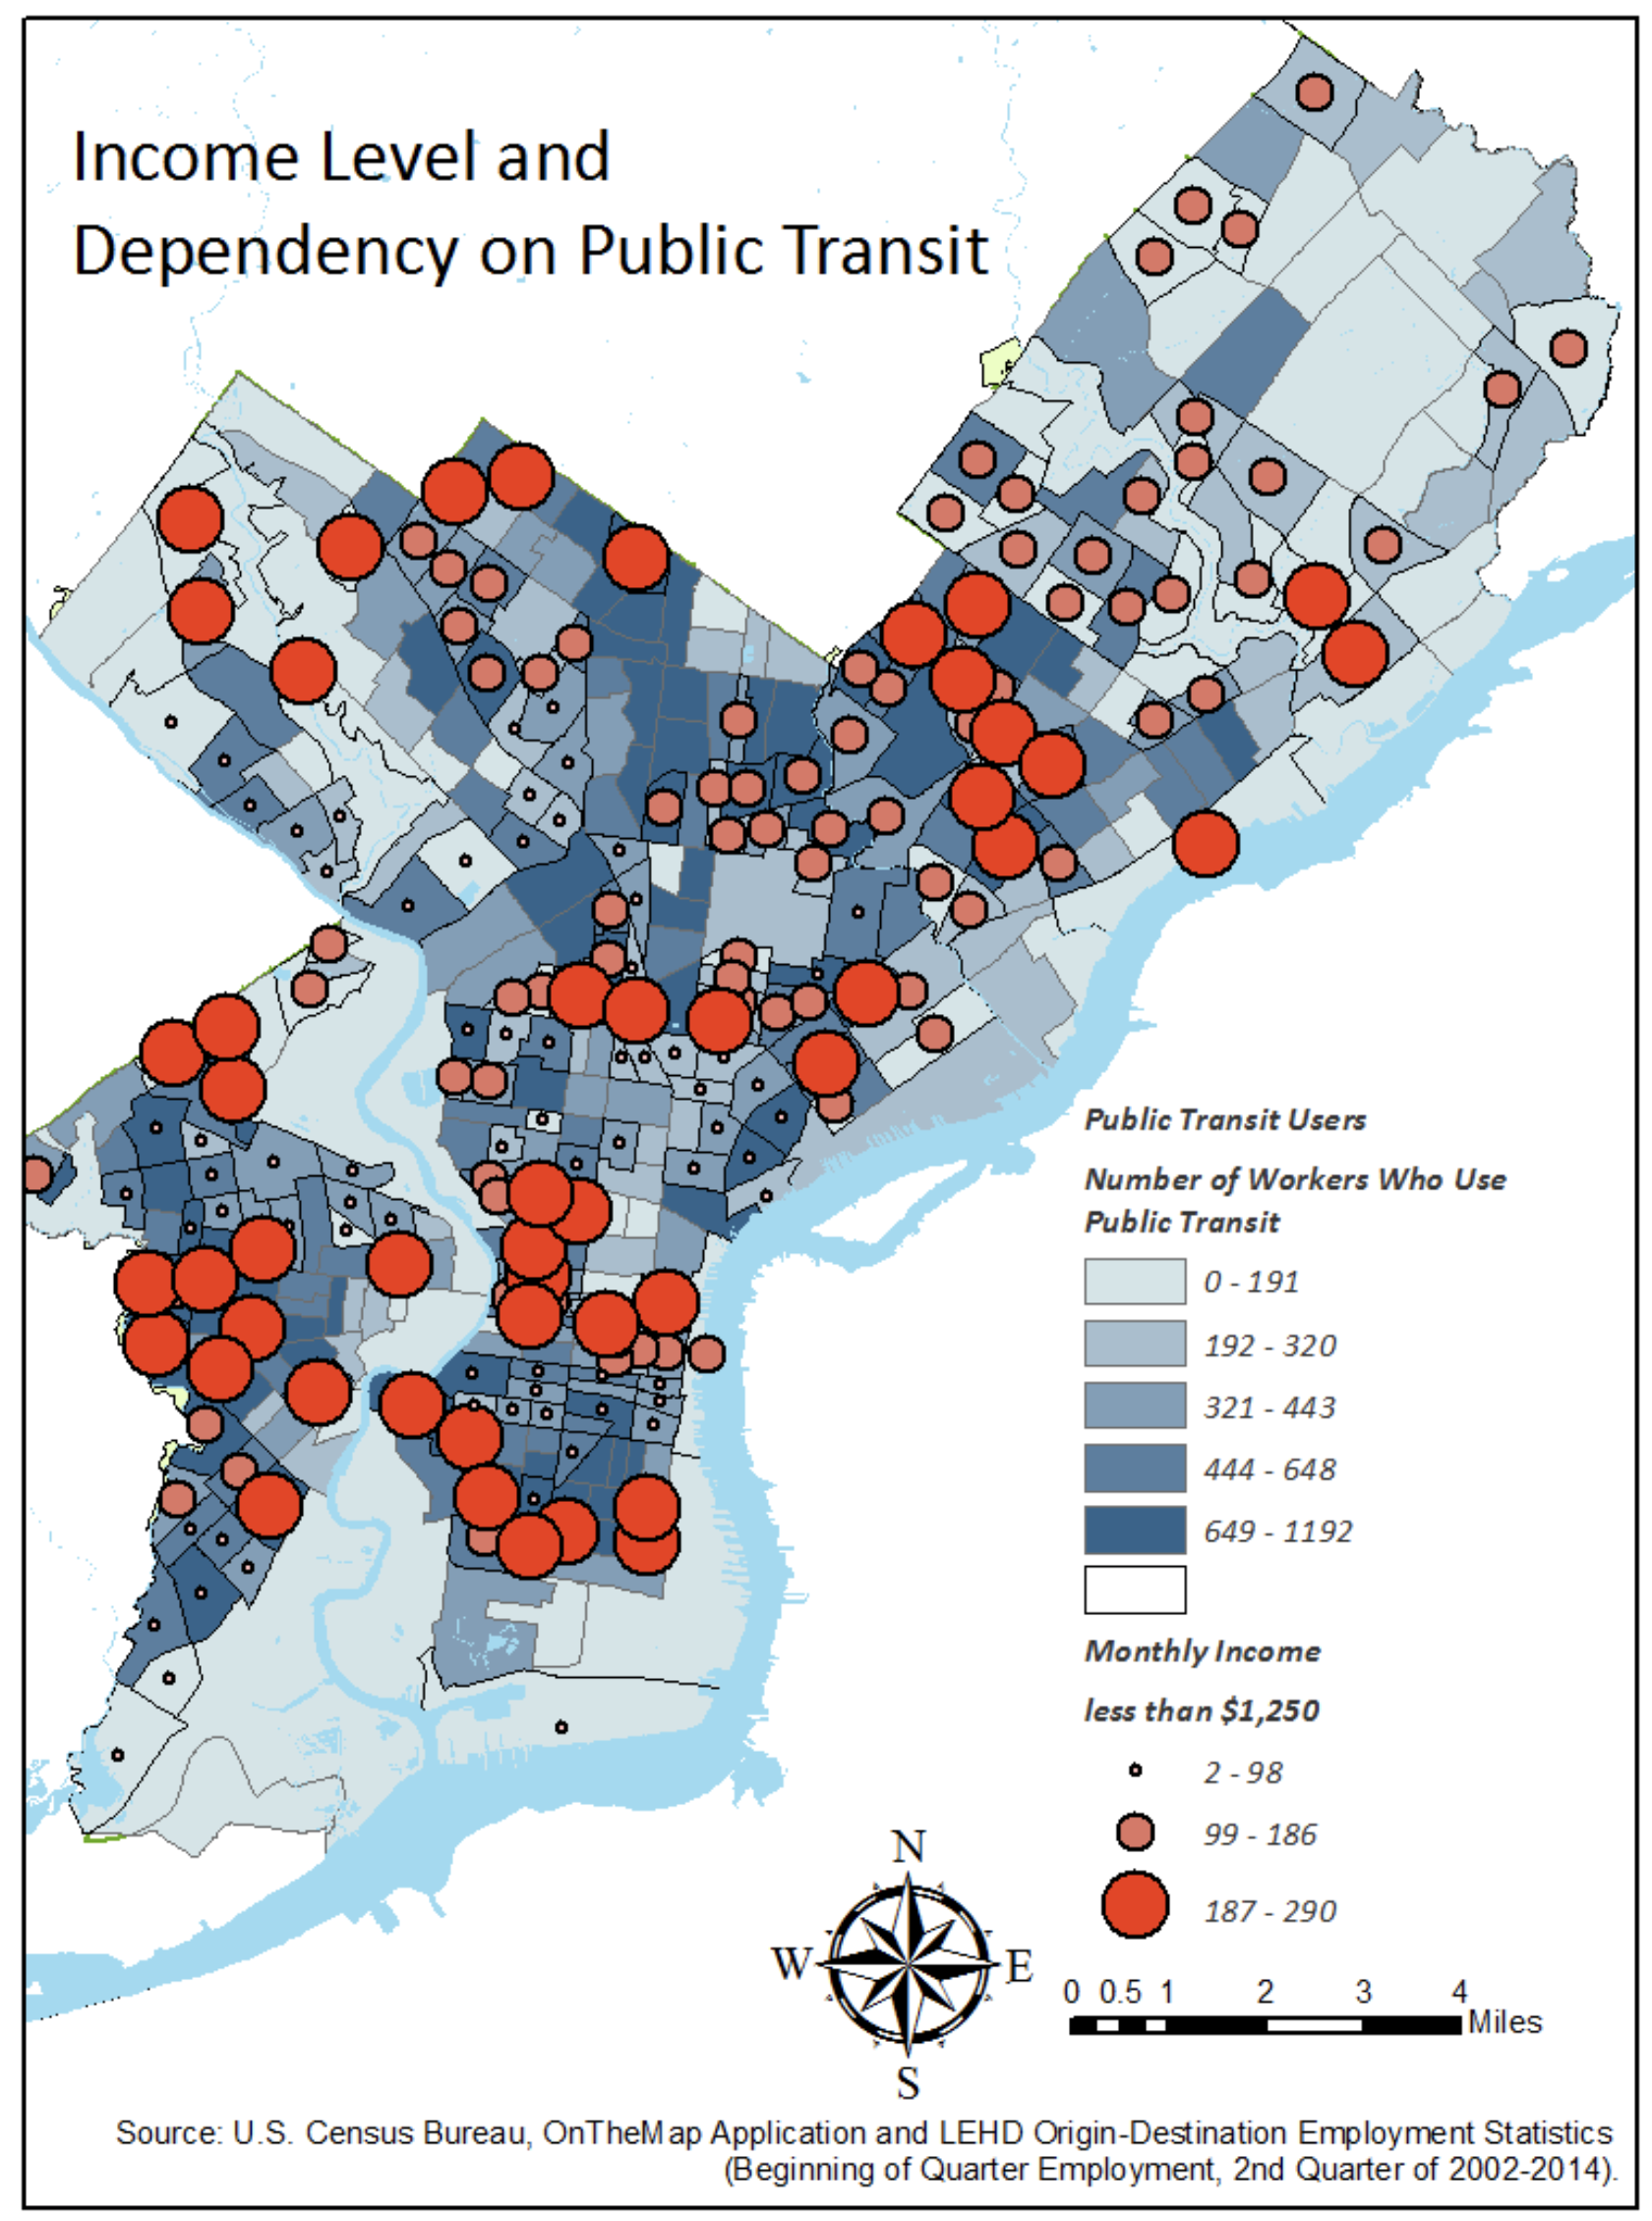 Income Level and
Dependency on Public Transit
Public Transit Users
Number of Workers Who Use
Public Transit
0 - 191
192 - 320
321 - 443
444 - 648
649 - 1192
Monthly Income
less than $1,250
2 - 98
99 - 186
187 - 290
N
W E
S
0 0.5 1 2 3 4
Miles
Source: U.S. Census Bureau, OnTheMap Application and LEHD Origin-Destination Employment Statistics
(Beginning of Quarter Employment, 2nd Quarter of 2002-2014).